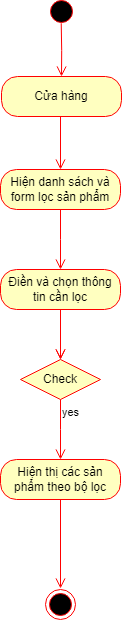 Cửa hàng
Hiện danh sách và
form lọc sản phẩm
Điền và chọn thông
tin cần lọc
Check
yes
Hiện thị các sản
phẩm theo bộ lọc